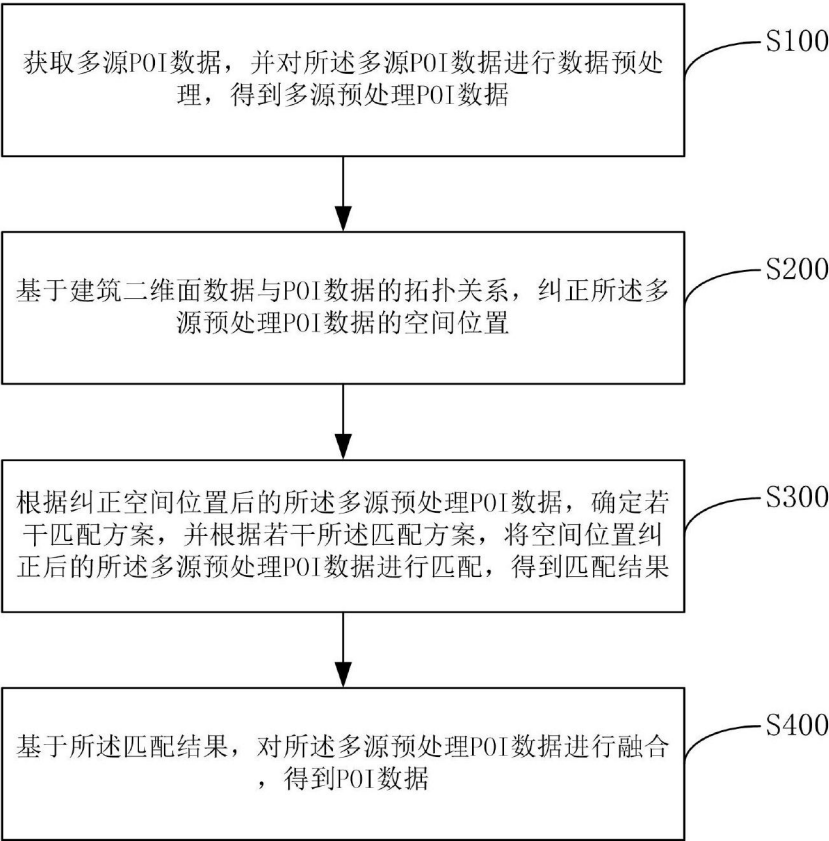 获取多源POI数据，并对所述多源POI数据进行数据预处
理，得到多源预处理POI数据
S100
基于建筑二维面数据与POI数据的拓扑关系，纠正所述多
源预处理POI数据的空间位置
S200
根据纠正空间位置后的所述多源预处理POI数据，确定若
干匹配方案，并根据若干所述匹配方案，将空间位置纠
正后的所述多源预处理POI数据进行匹配，得到匹配结果
S300
基于所述匹配结果，对所述多源预处理POI数据进行融合
，得到POI数据
S400